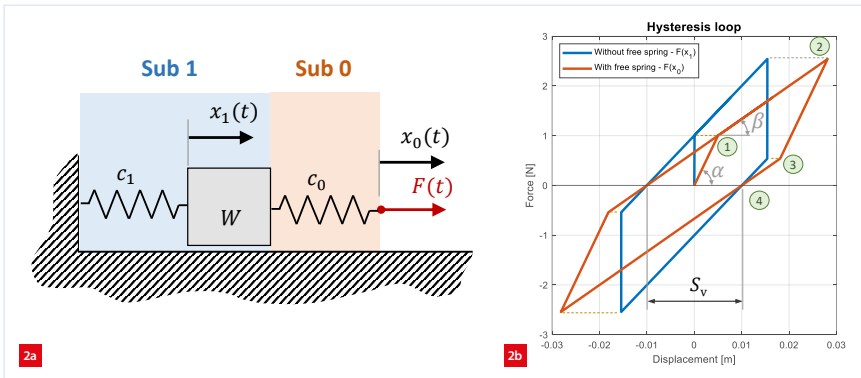 Sub 1
Sub 0
x₁(t)
x₀(t)
F(t)
c₁
c₀
W
2a
Hysteresis loop
Without free spring - F(x₁)
With free spring - F(x₀)
Force [N]
3
2
1
0
-1
-2
-3
-0.03
-0.02
-0.01
0
0.01
0.02
0.03
Displacement [m]
1
2
3
4
α
β
Sᵥ
2b